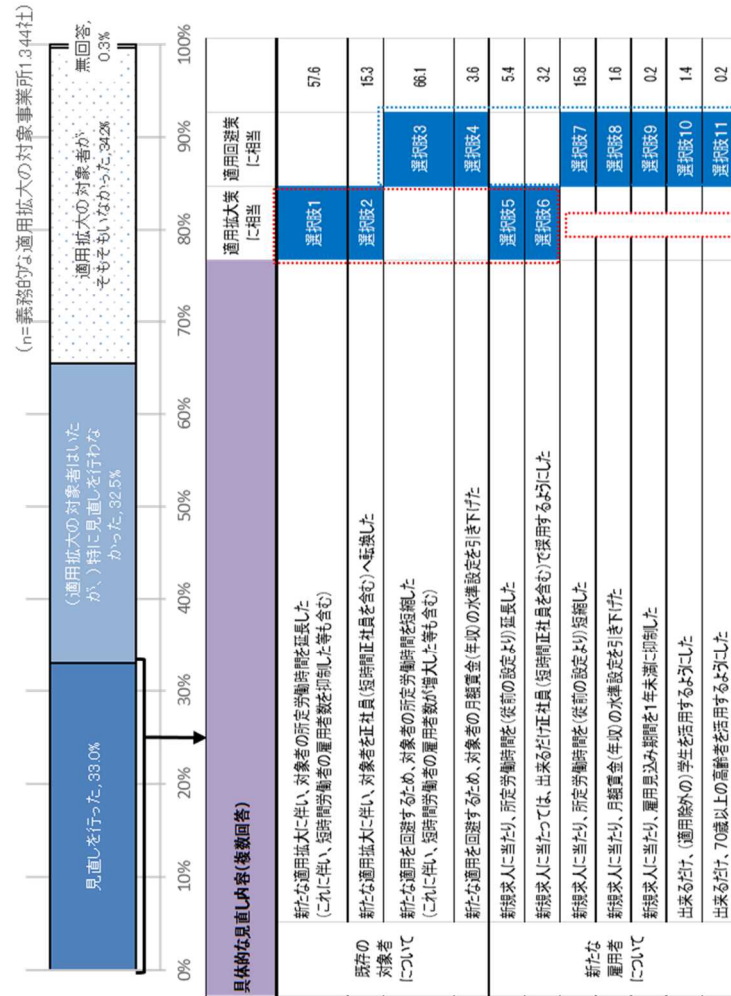 (n=義務的な適用拡大の対象事業所1,344社)
見直しを行った, 33.0%
(適用拡大の対象者はいた
が、)特に見直しを行わな
かった, 32.5%
適用拡大の対象者が
そもそもいなかった, 34.2%
無回答,
0.3%
0% 10% 20% 30% 40% 50% 60% 70% 80% 90% 100%
具体的な見直し内容(複数回答)
適用拡大策
に相当
適用回避策
に相当
既存の
対象者
について
新たな適用拡大に伴い、対象者の所定労働時間を延長した
(これに伴い、短時間労働者の雇用者数を抑制した等も含む)
選択肢1 57.6
新たな適用拡大に伴い、対象者を正社員(短時間正社員を含む)へ転換した 選択肢2 15.3
新たな適用を回避するため、対象者の所定労働時間を短縮した
(これに伴い、短時間労働者の雇用者数が増大した等も含む)
選択肢3 66.1
新たな適用を回避するため、対象者の月額賃金(年収)の水準設定を引き下げた 選択肢4 3.6
新たな
雇用者
について
新規求人に当たり、所定労働時間を(従前の設定より)延長した 選択肢5 5.4
新規求人に当たっては、出来るだけ正社員(短時間正社員を含む)で採用するようにした 選択肢6 3.2
新規求人に当たり、所定労働時間を(従前の設定より)短縮した 選択肢7 15.8
新規求人に当たり、月額賃金(年収)の水準設定を引き下げた 選択肢8 1.6
新規求人に当たり、雇用見込み期間を1年未満に抑制した 選択肢9 0.2
出来るだけ、(適用除外の)学生を活用するようにした 選択肢10 1.4
出来るだけ、70歳以上の高齢者を活用するようにした 選択肢11 0.2